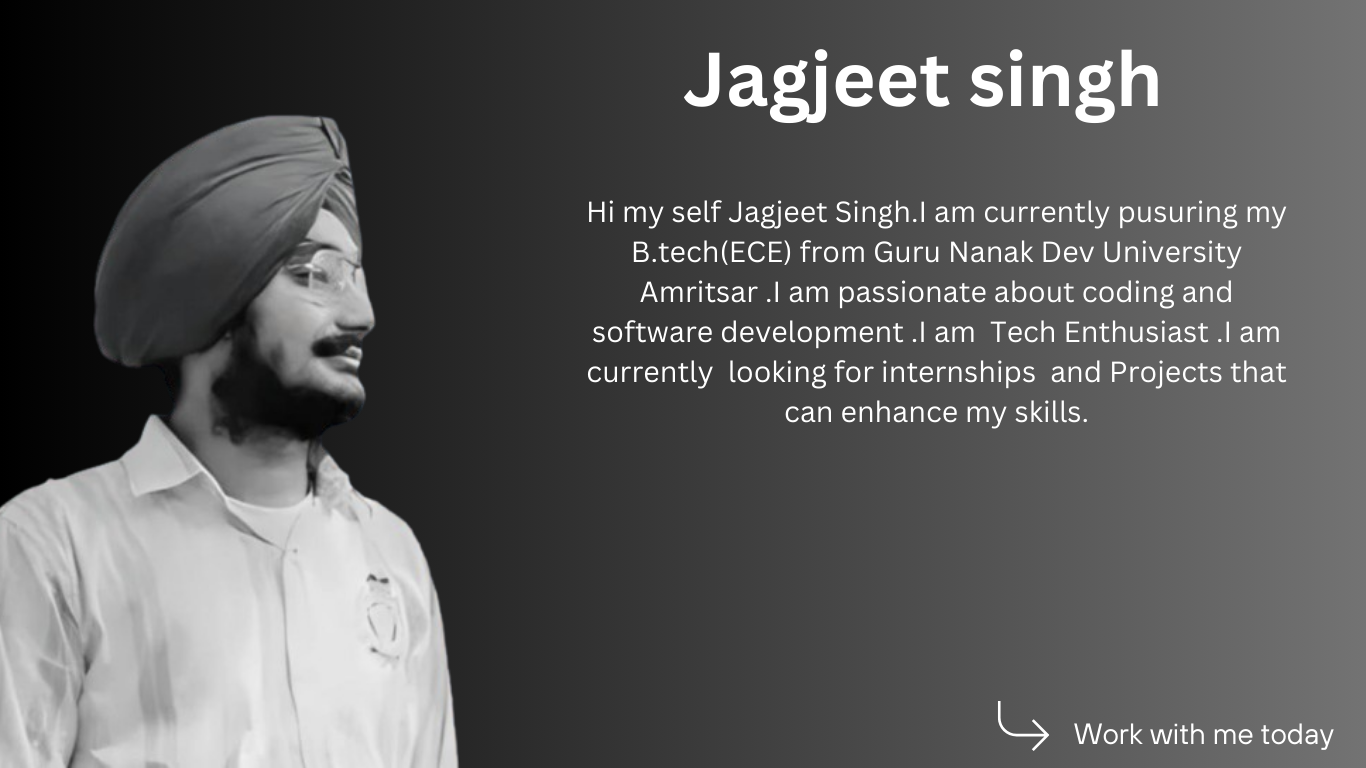 Jagjeet singh
Hi my self Jagjeet Singh.I am currently pusuring my
B.tech(ECE) from Guru Nanak Dev University
Amritsar .I am passionate about coding and
software development .I am  Tech Enthusiast .I am
currently  looking for internships  and Projects that
can enhance my skills.
Work with me today